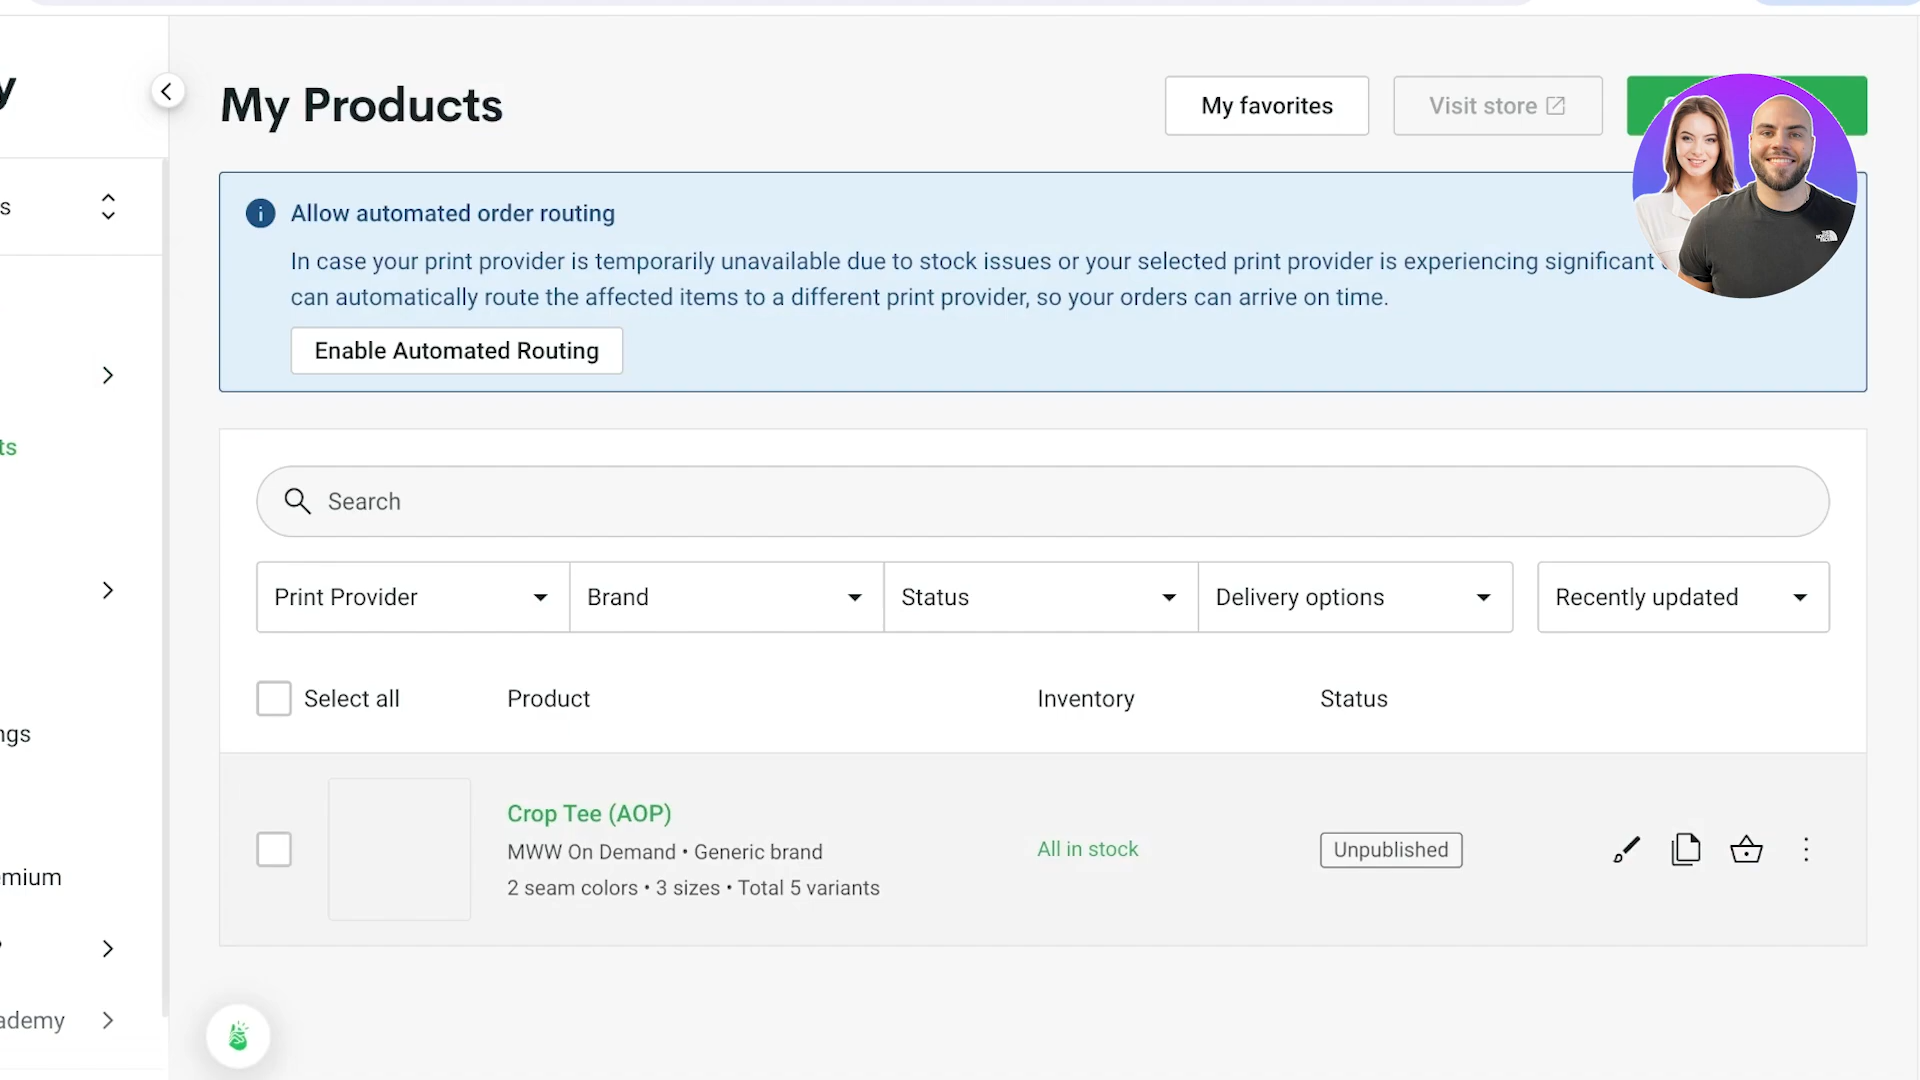 My Products
My favorites
Visit store
Allow automated order routing
In case your print provider is temporarily unavailable due to stock issues or your selected print provider is experiencing significant
can automatically route the affected items to a different print provider, so your orders can arrive on time.
Enable Automated Routing
Search
Print Provider
Brand
Status
Delivery options
Recently updated
Select all
Product
Inventory
Status
Crop Tee (AOP)
MWW On Demand • Generic brand
2 seam colors • 3 sizes • Total 5 variants
All in stock
Unpublished
y
s
ts
ngs
emium
ademy